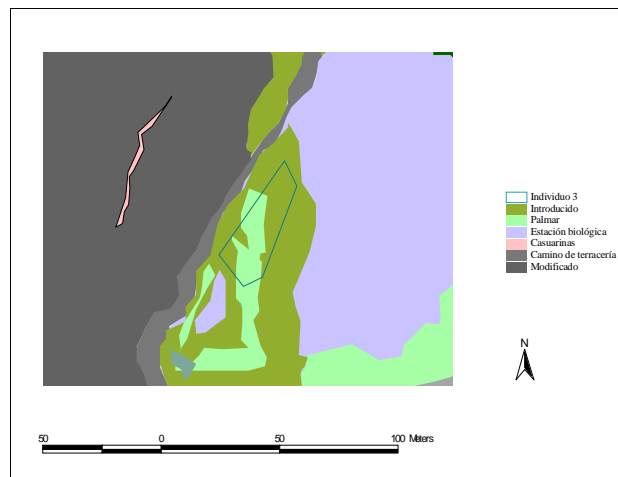 Individuo 3
Introducido
Palmar
Estación biológica
Casuarinas
Camino de terracería
Modificado
N
50 0 50 100 Meters